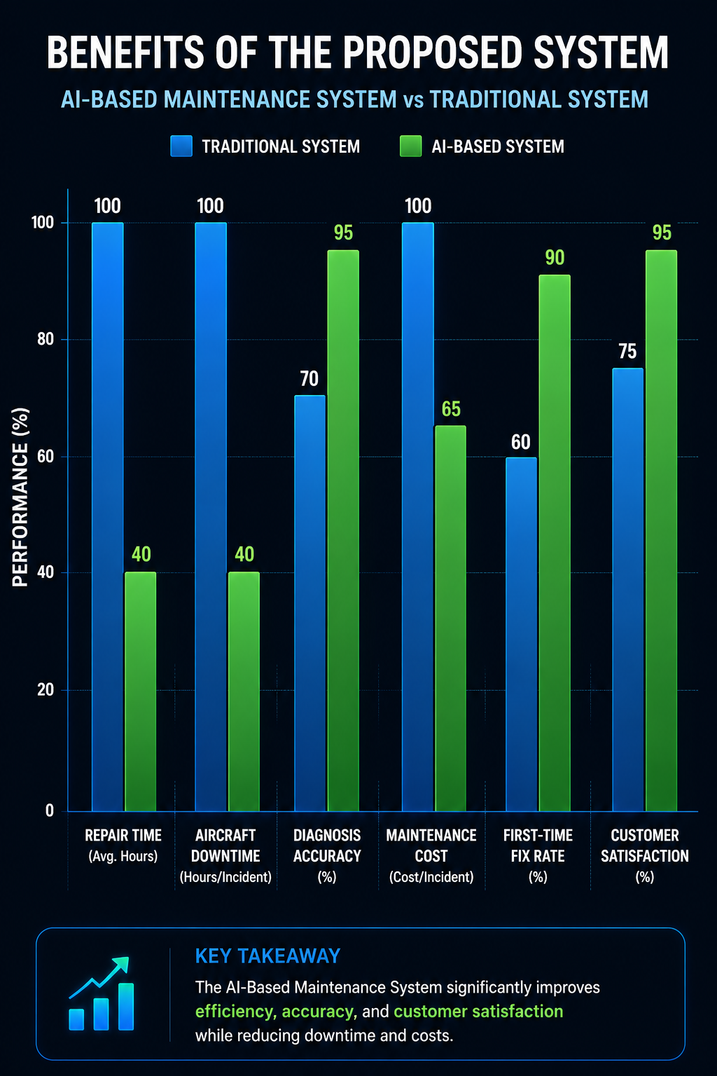 BENEFITS OF THE PROPOSED SYSTEM
AI-BASED MAINTENANCE SYSTEM vs TRADITIONAL SYSTEM
TRADITIONAL SYSTEM AI-BASED SYSTEM
PERFORMANCE (%)
100
80
60
40
20
0
100 40
100 40
70 95
100 65
60 90
75 95
REPAIR TIME
(Avg. Hours)
AIRCRAFT
DOWNTIME
(Hours/Incident)
DIAGNOSIS
ACCURACY
(%)
MAINTENANCE
COST
(Cost/Incident)
FIRST-TIME
FIX RATE
(%)
CUSTOMER
SATISFACTION
(%)
KEY TAKEAWAY
The AI-Based Maintenance System significantly improves
efficiency, accuracy, and customer satisfaction
while reducing downtime and costs.